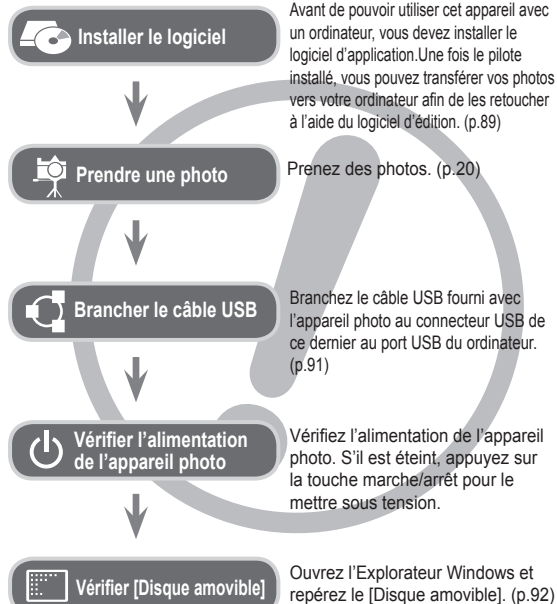 Installer le logiciel
Avant de pouvoir utiliser cet appareil avec
un ordinateur, vous devez installer le
logiciel d'application.Une fois le pilote
installé, vous pouvez transférer vos photos
vers votre ordinateur afin de les retoucher
à l'aide du logiciel d'édition. (p.89)
Prendre une photo
Prenez des photos. (p.20)
Brancher le câble USB
Branchez le câble USB fourni avec
l'appareil photo au connecteur USB de
ce dernier au port USB du ordinateur.
(p.91)
Vérifier l'alimentation
de l'appareil photo
Vérifiez l'alimentation de l'appareil
photo. S'il est éteint, appuyez sur
la touche marche/arrêt pour le
mettre sous tension.
Vérifier [Disque amovible]
Ouvrez l'Explorateur Windows et
repérez le [Disque amovible]. (p.92)